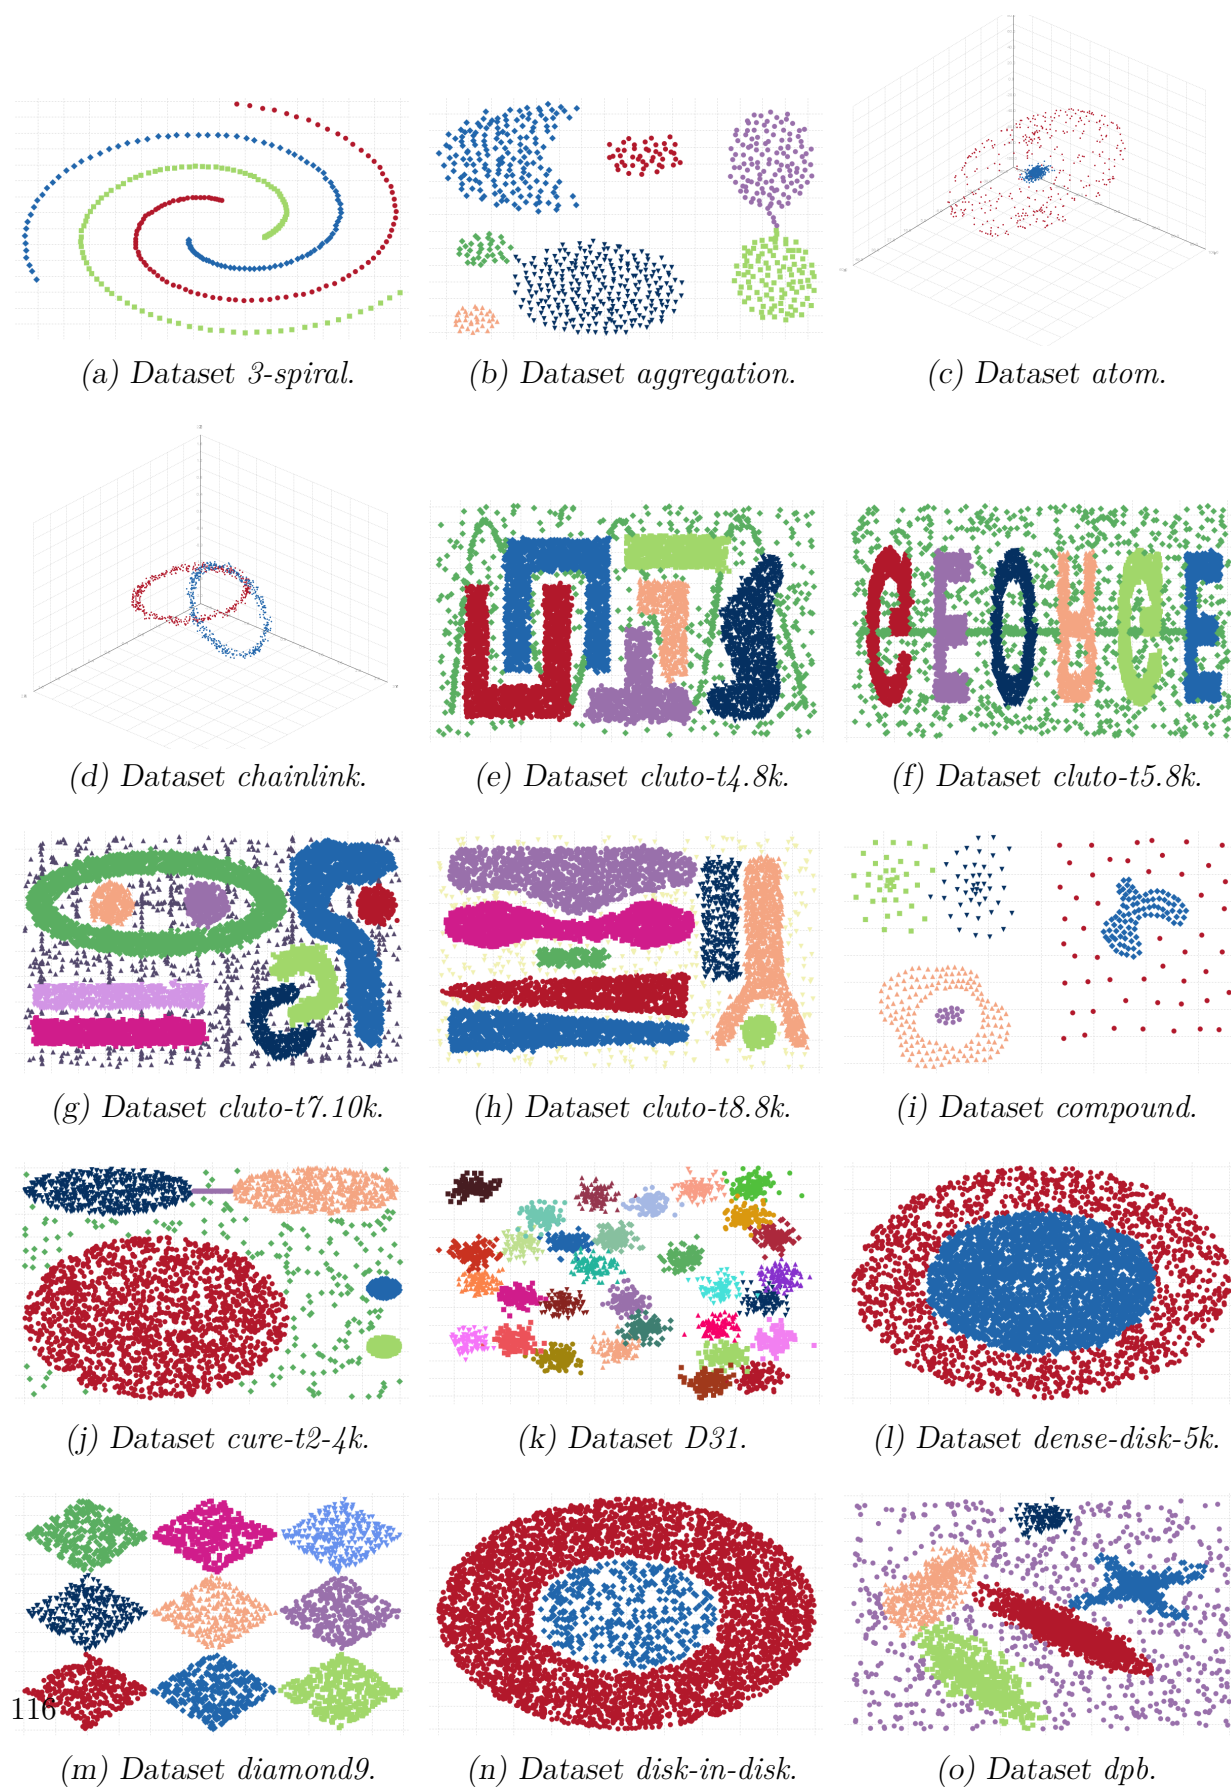 (a) Dataset 3-spiral.
(b) Dataset aggregation.
(c) Dataset atom.
(d) Dataset chainlink.
(e) Dataset cluto-t4.8k.
(f) Dataset cluto-t5.8k.
(g) Dataset cluto-t7.10k.
(h) Dataset cluto-t8.8k.
(i) Dataset compound.
(j) Dataset cure-t2-4k.
(k) Dataset D31.
(l) Dataset dense-disk-5k.
116
(m) Dataset diamond9.
(n) Dataset disk-in-disk.
(o) Dataset dpb.